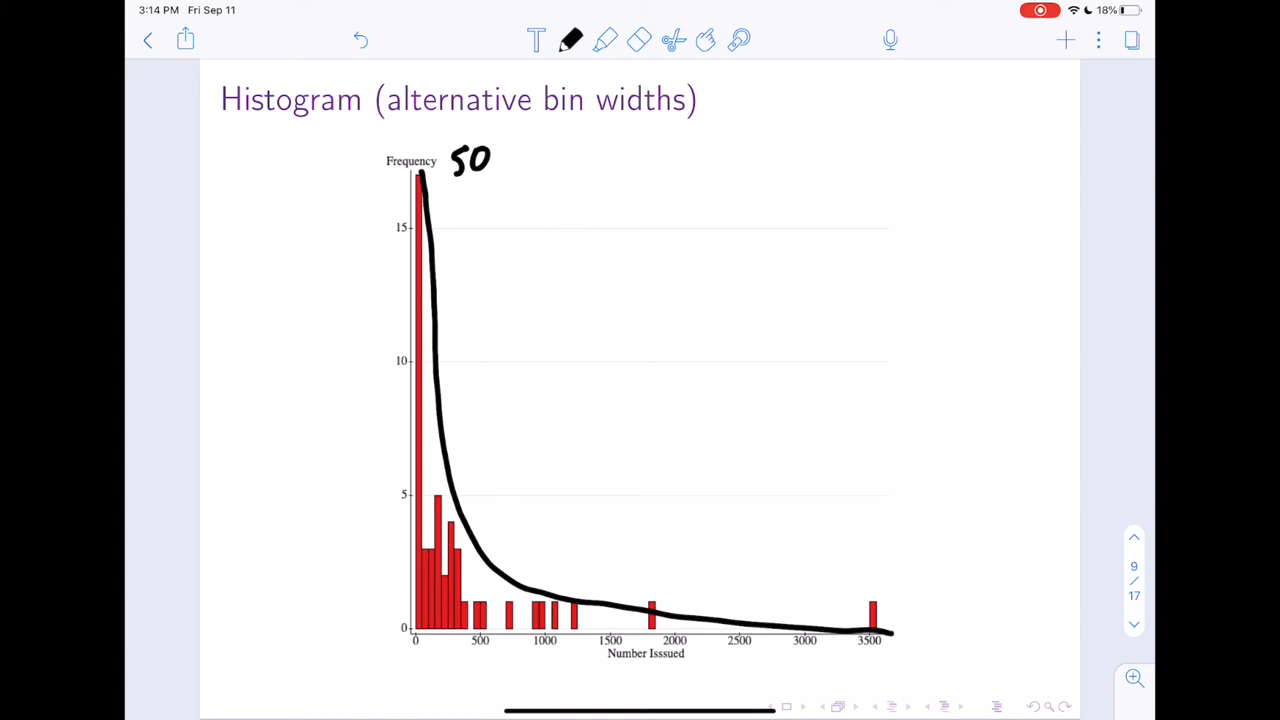 3:14 PM Fri Sep 11
18%
T
Histogram (alternative bin widths)
Frequency 50
15
10
5
0
0 500 1000 1500 2000 2500 3000 3500
Number Isssued
9
/
17